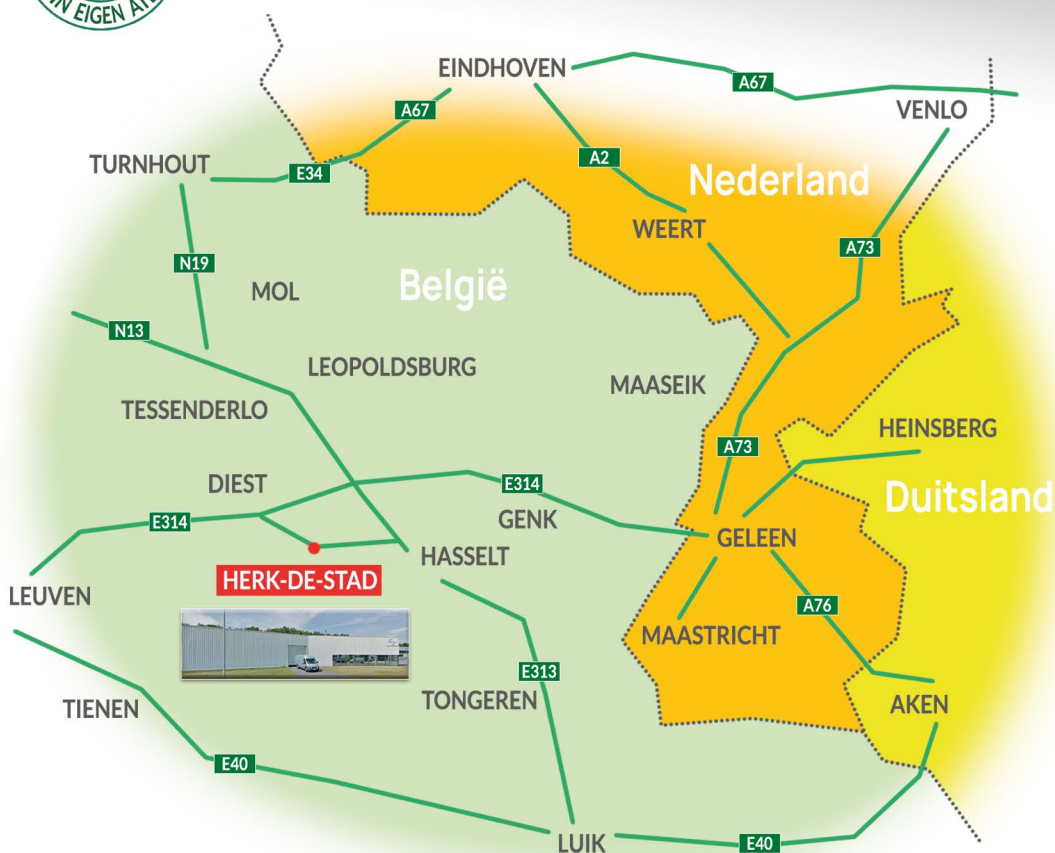 IN EIGEN
EINDHOVEN
A67
A67
VENLO
TURNHOUT
E34
A2
Nederland
WEERT
A73
N19
MOL
België
N13
LEOPOLDSBURG
MAASEIK
TESSENDERLO
HEINSBERG
A73
DIEST
E314
Duitsland
E314
GENK
GELEEN
HASSELT
HERK-DE-STAD
LEUVEN
A76
MAASTRICHT
E313
TONGEREN
TIENEN
AKEN
E40
LUIK
E40